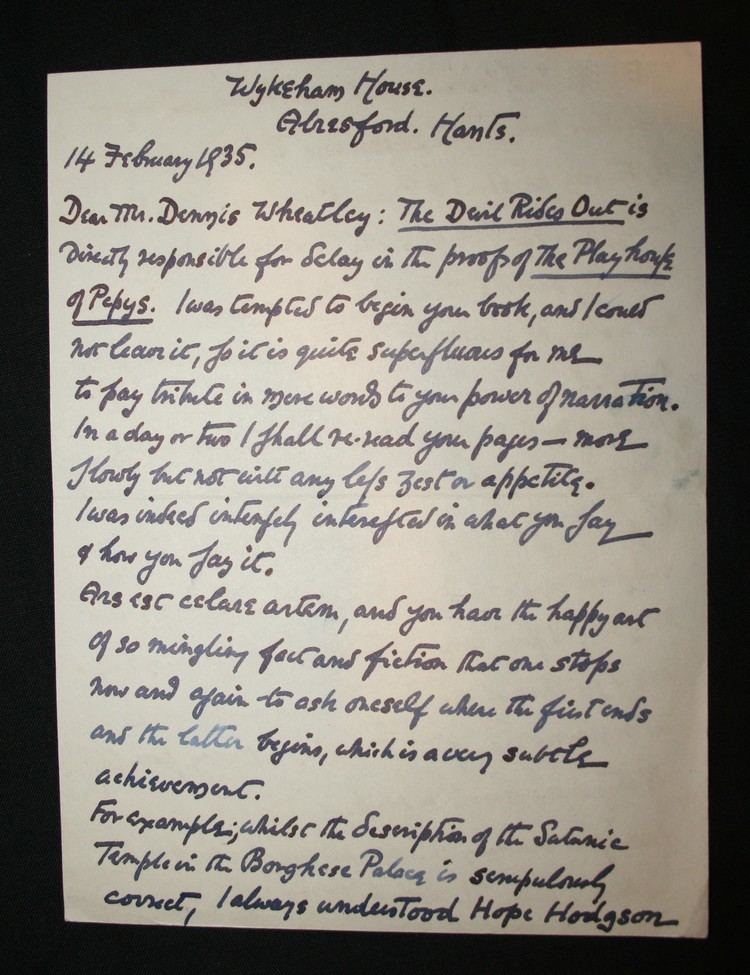 Wykeham House.
Alresford. Hants.
14 February 1935.
Dear Mr. Dennis Wheatley: The Devil Rides Out is
directly responsible for delay in the proofs of The Playhouse
of Pepys. I was tempted to begin your book, and I could
not leave it, so it is quite superfluous for me
to pay tribute in mere words to your power of narration.
In a day or two I shall re-read your pages — more
slowly but not with any less zest or appetite.
I was indeed intensely interested in what you say
& how you say it.
Ars est celare artem, and you have the happy art
of so mingling fact and fiction that one stops
now and again to ask oneself where the first ends
and the latter begins, which is a very subtle
achievement.
For example; whilst the description of the Satanic
Temple in the Borghese Palace is scrupulously
correct, I always understood Hope Hodgson